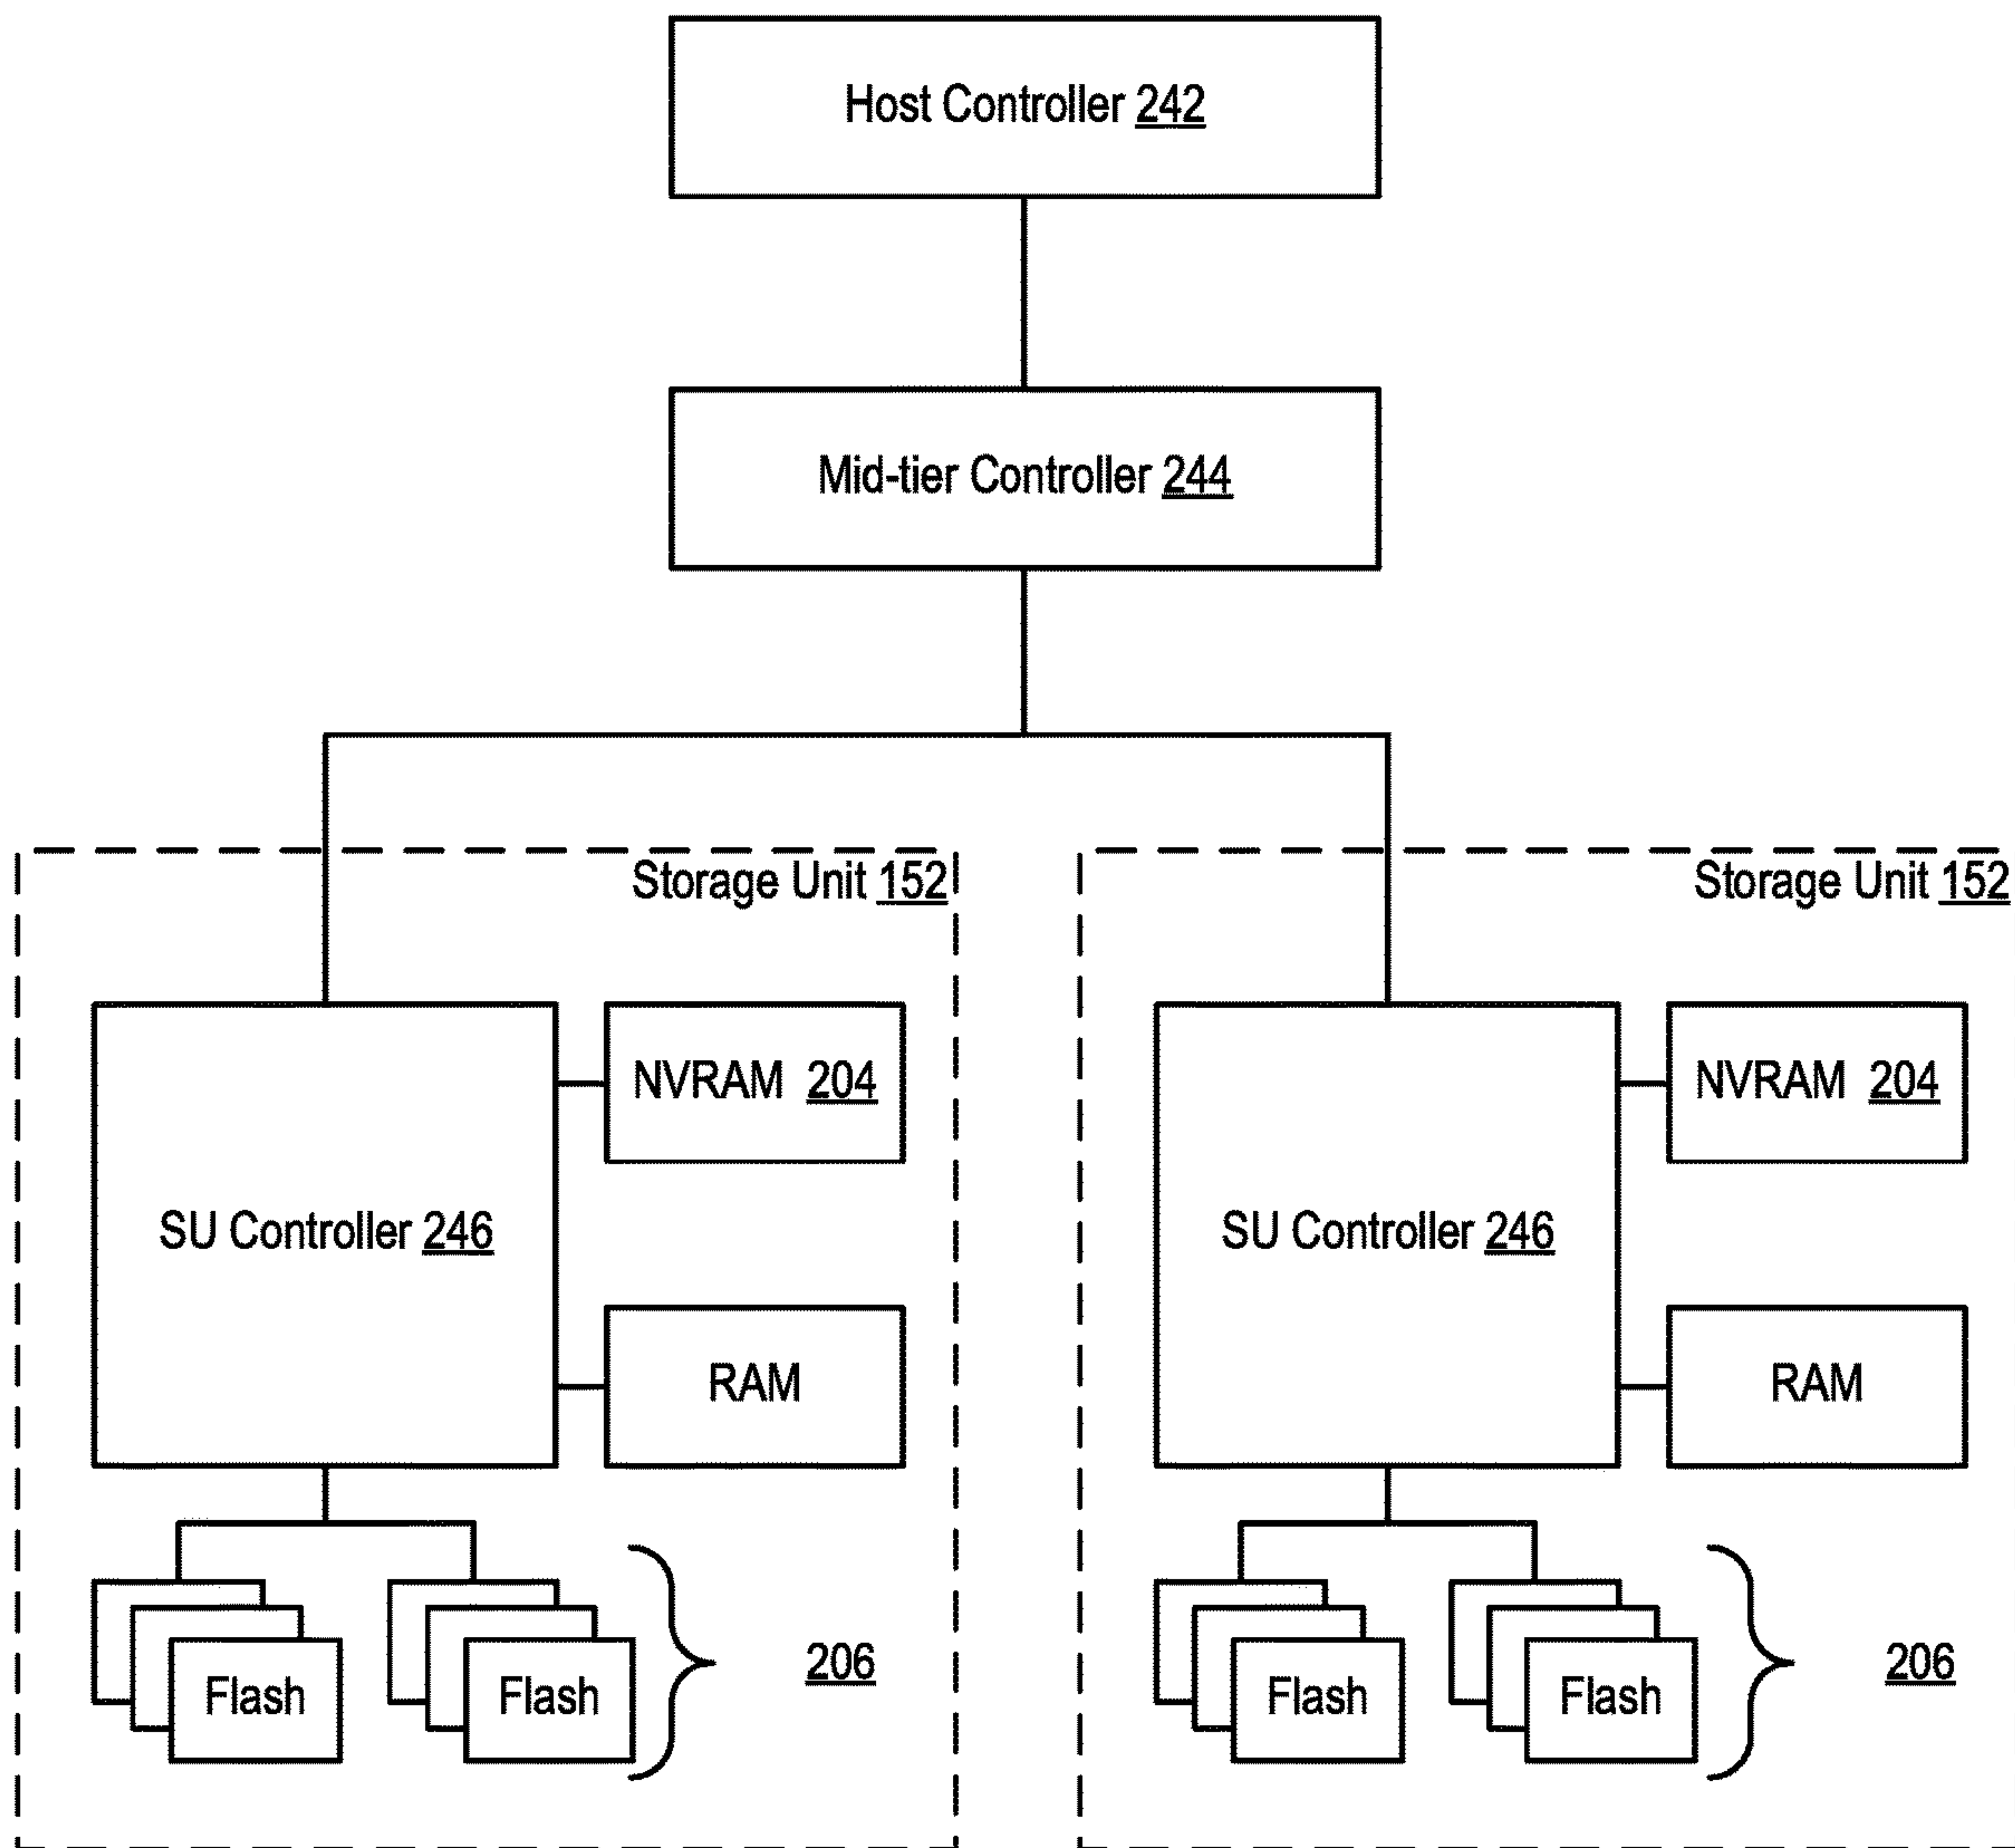 Host Controller 242
Mid-tier Controller 244
Storage Unit 152
Storage Unit 152
NVRAM 204
NVRAM 204
SU Controller 246
SU Controller 246
RAM
RAM
206
206
Flash
Flash
Flash
Flash